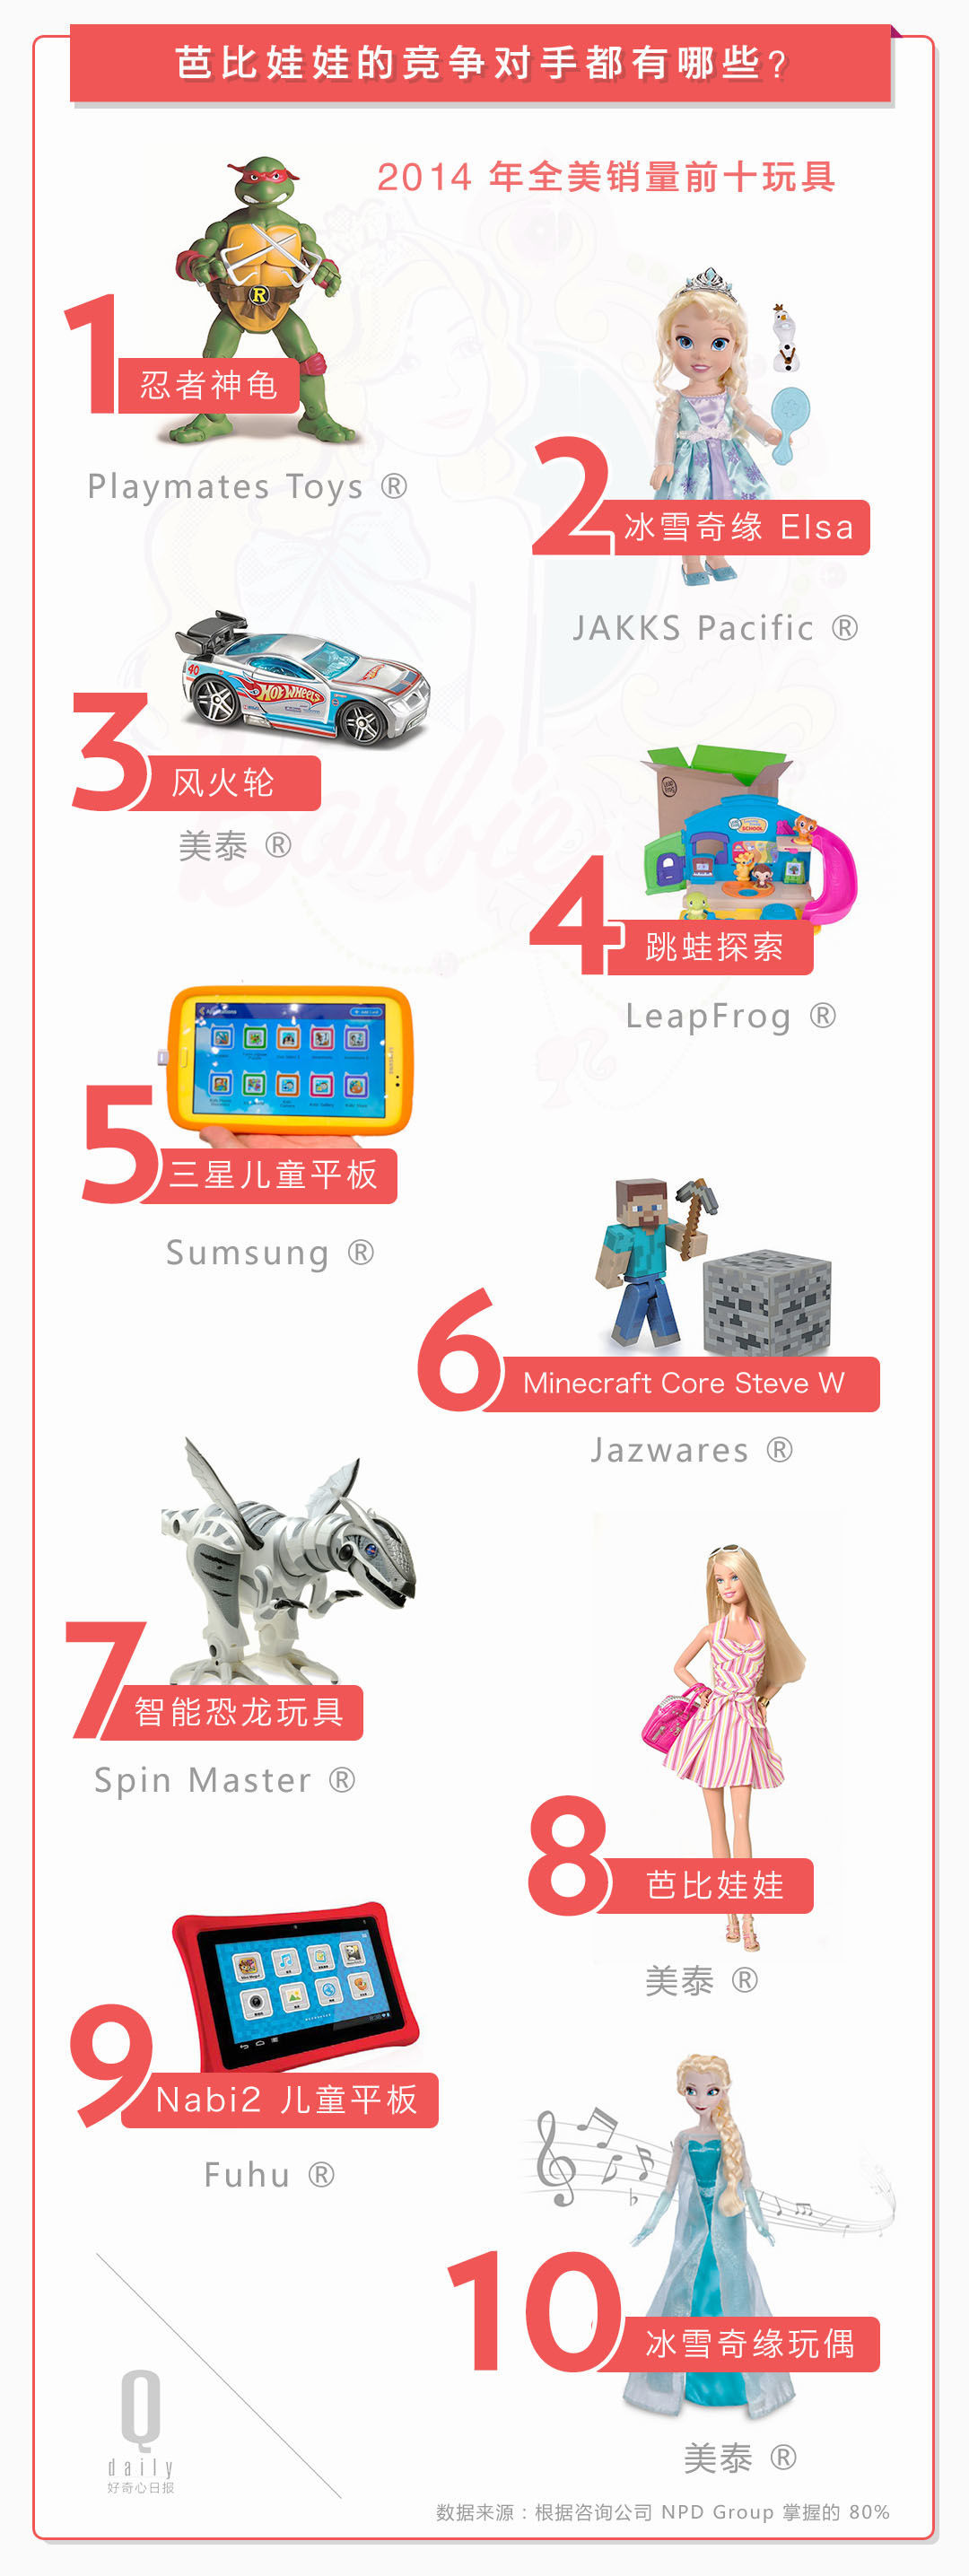 芭比娃娃的竞争对手都有哪些?
2014 年全美销量前十玩具
R
1
忍者神龟
Playmates Toys ®
2
冰雪奇缘 Elsa
JAKKS Pacific ®
40
HOT WHEELS
3
风火轮
美泰 ®
SCHOOL
4
跳蛙探索
LeapFrog ®
5
三星儿童平板
Sumsung ®
6
Minecraft Core Steve W
Jazwares ®
7
智能恐龙玩具
Spin Master ®
8
芭比娃娃
美泰 ®
9
Nabi2 儿童平板
Fuhu ®
10
冰雪奇缘玩偶
美泰 ®
Q
daily
好奇心日报
数据来源：根据咨询公司 NPD Group 掌握的 80%
Barbie